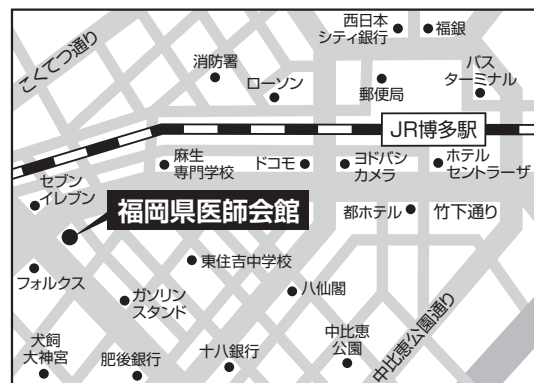 西日本
シティ銀行
福銀
こくてつ通り
消防署
ローソン
郵便局
バス
ターミナル
JR博多駅
麻生
専門学校
ドコモ
ヨドバシ
カメラ
ホテル
セントラーザ
セブン
イレブン
福岡県医師会館
都ホテル
竹下通り
フォルクス
東住吉中学校
ガソリン
スタンド
八仙閣
中比恵公園通り
犬飼
大神宮
肥後銀行
十八銀行
中比恵
公園